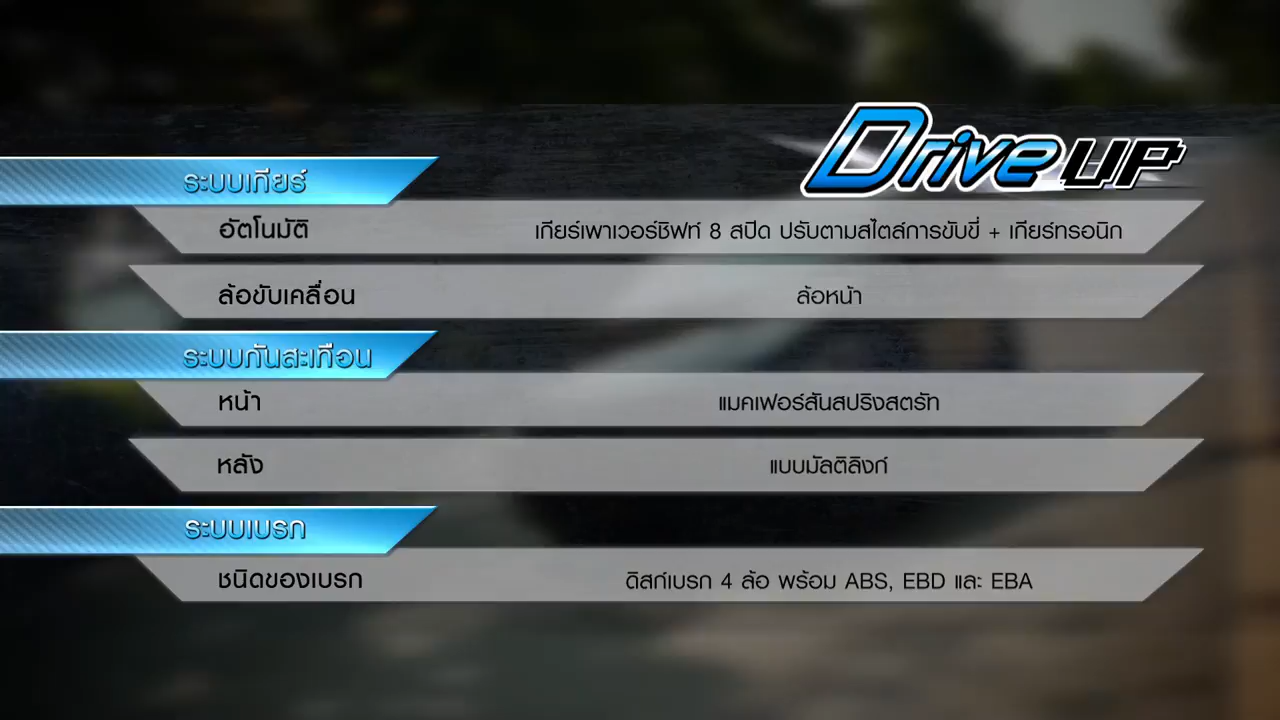 Drive UP
ระบบเกียร์
อัตโนมัติ เกียร์เพาเวอร์ชิฟท์ 8 สปีด ปรับตามสไตล์การขับขี่ + เกียร์ทรอนิก
ล้อขับเคลื่อน ล้อหน้า
ระบบกันสะเทือน
หน้า แมคเฟอร์สันสปริงสตรัท
หลัง แบบมัลติลิงก์
ระบบเบรก
ชนิดของเบรก ดิสก์เบรก 4 ล้อ พร้อม ABS, EBD และ EBA